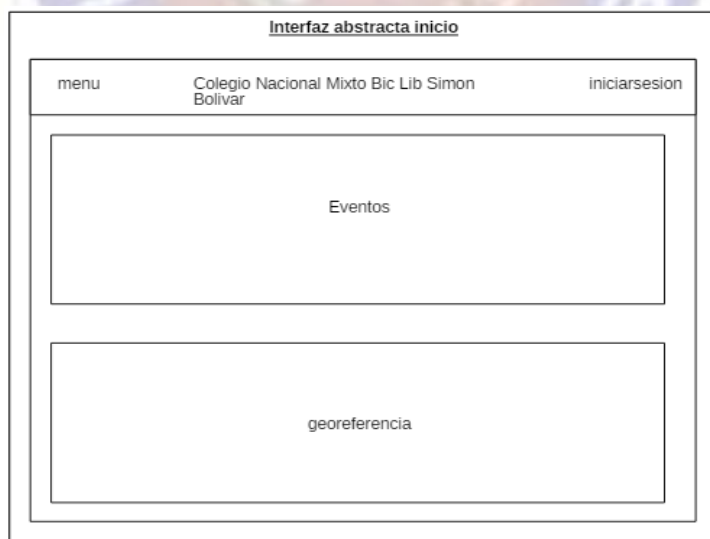 Interfaz abstracta inicio
menu
Colegio Nacional Mixto Bic Lib Simon
Bolivar
iniciarsesion
Eventos
georeferencia